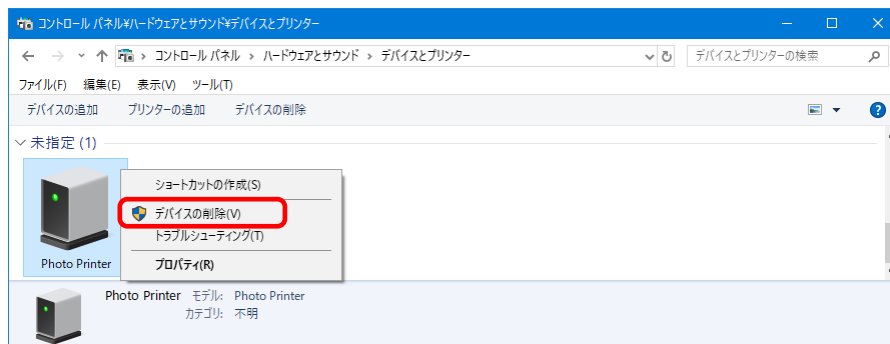 コントロール パネル¥ハードウェアとサウンド¥デバイスとプリンター
コントロール パネル › ハードウェアとサウンド › デバイスとプリンター
デバイスとプリンターの検索
ファイル(F) 編集(E) 表示(V) ツール(T)
デバイスの追加 プリンターの追加 デバイスの削除
未指定 (1)
ショートカットの作成(S)
デバイスの削除(V)
トラブルシューティング(T)
プロパティ(R)
Photo Printer
Photo Printer モデル: Photo Printer
カテゴリ: 不明